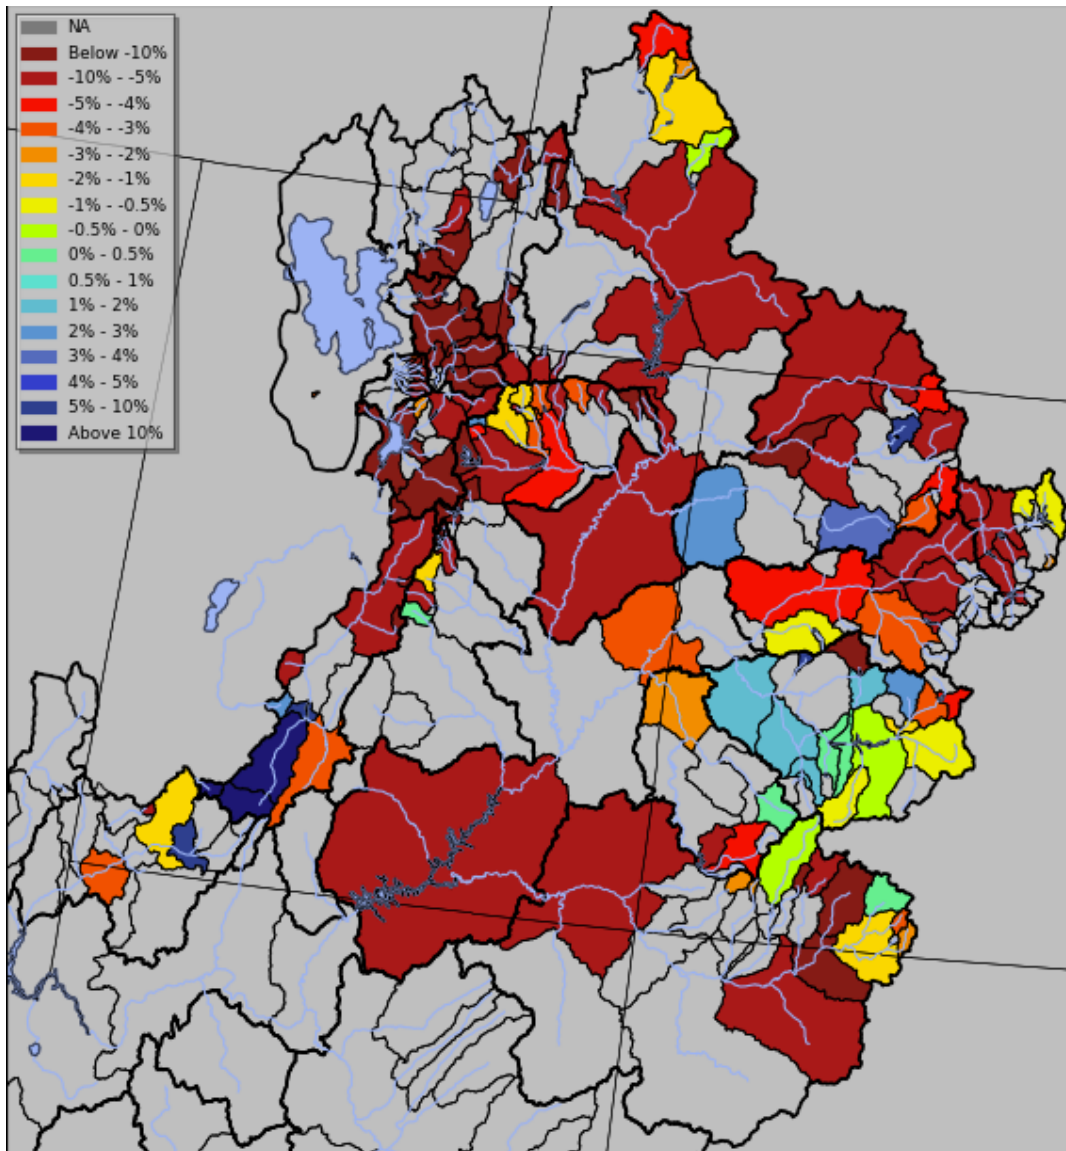 NA
Below -10%
-10% - -5%
-5% - -4%
-4% - -3%
-3% - -2%
-2% - -1%
-1% - -0.5%
-0.5% - 0%
0% - 0.5%
0.5% - 1%
1% - 2%
2% - 3%
3% - 4%
4% - 5%
5% - 10%
Above 10%